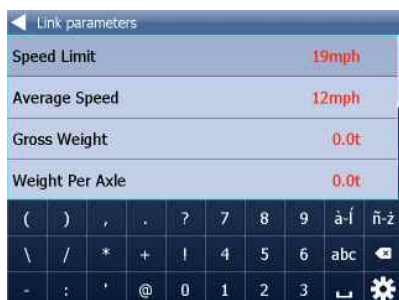 Link parameters
Speed Limit 19mph
Average Speed 12mph
Gross Weight 0.0t
Weight Per Axle 0.0t
( ) , . ? 7 8 9 à-Í ñ-ż
\ / * + ! 4 5 6 abc
- : ' @ 0 1 2 3